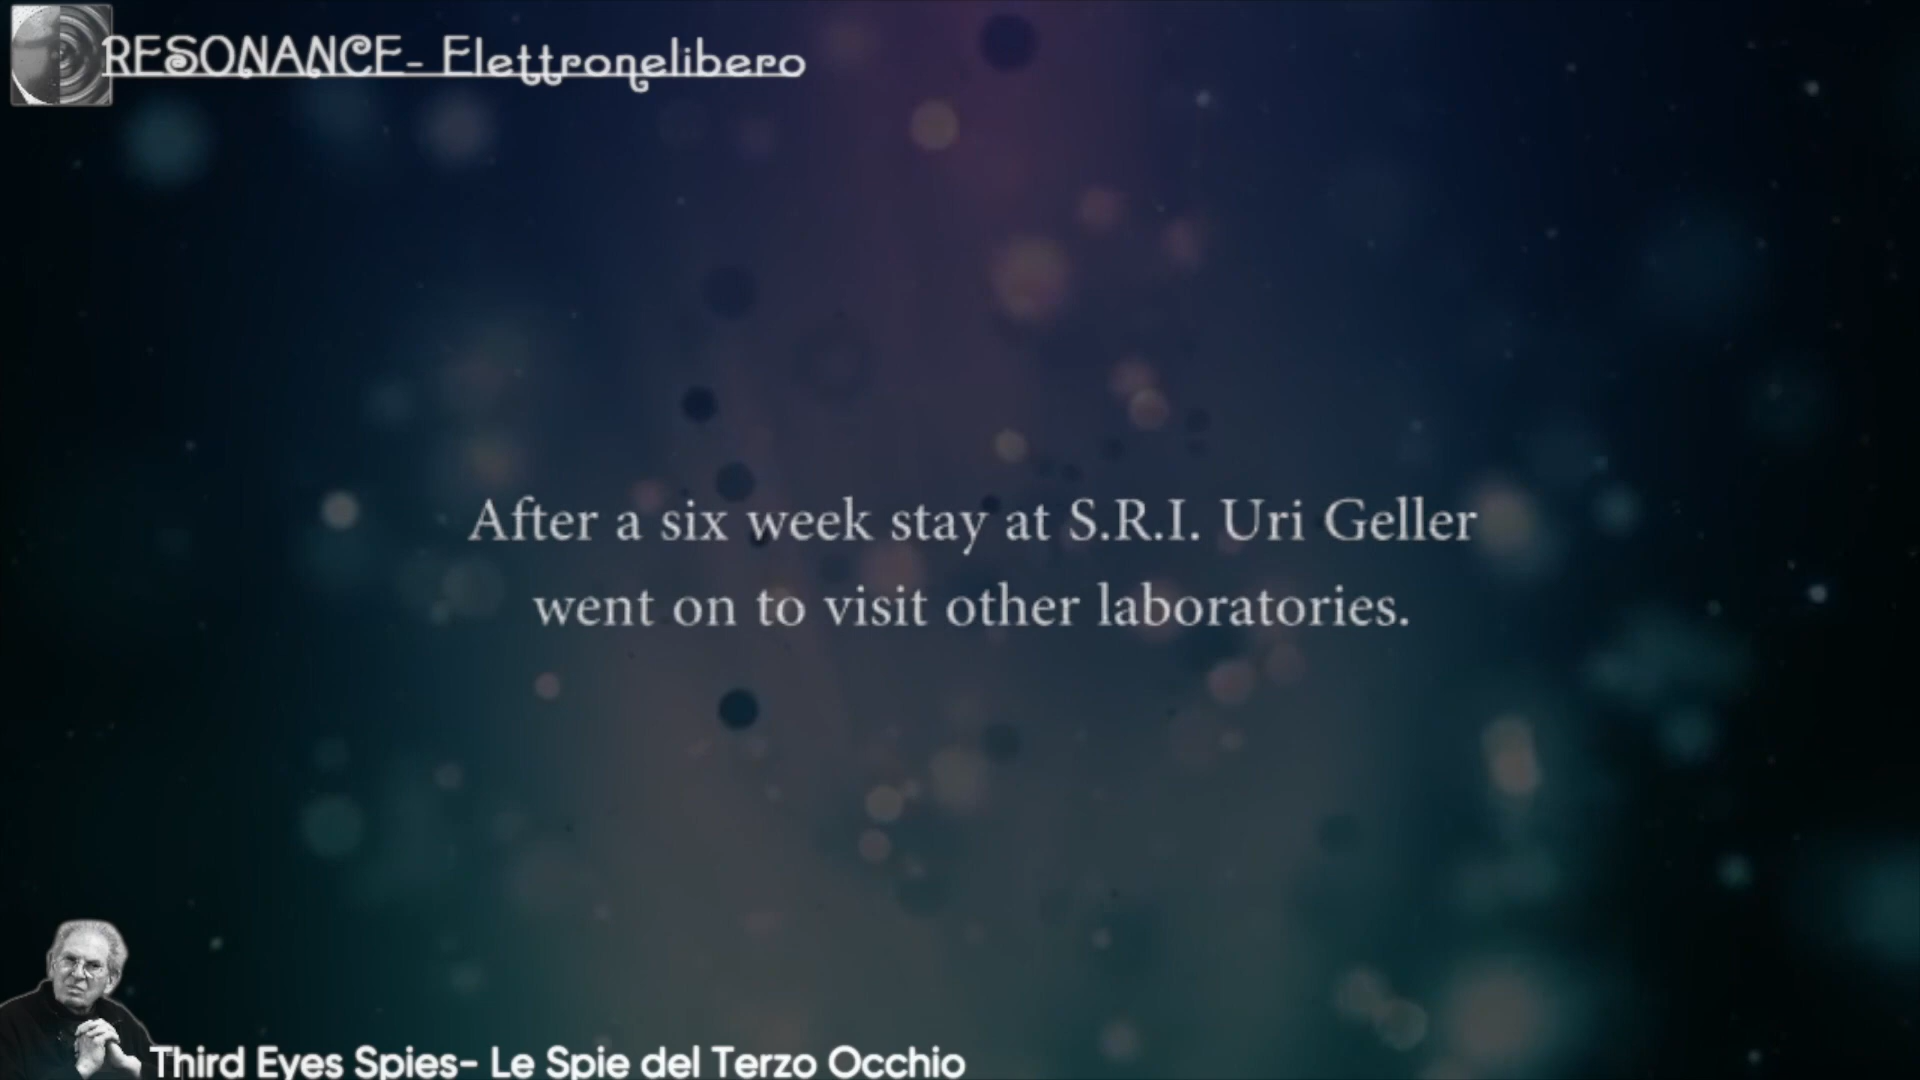 RESONANCE- Elettronelibero
After a six week stay at S.R.I. Uri Geller
went on to visit other laboratories.
Third Eyes Spies- Le Spie del Terzo Occhio